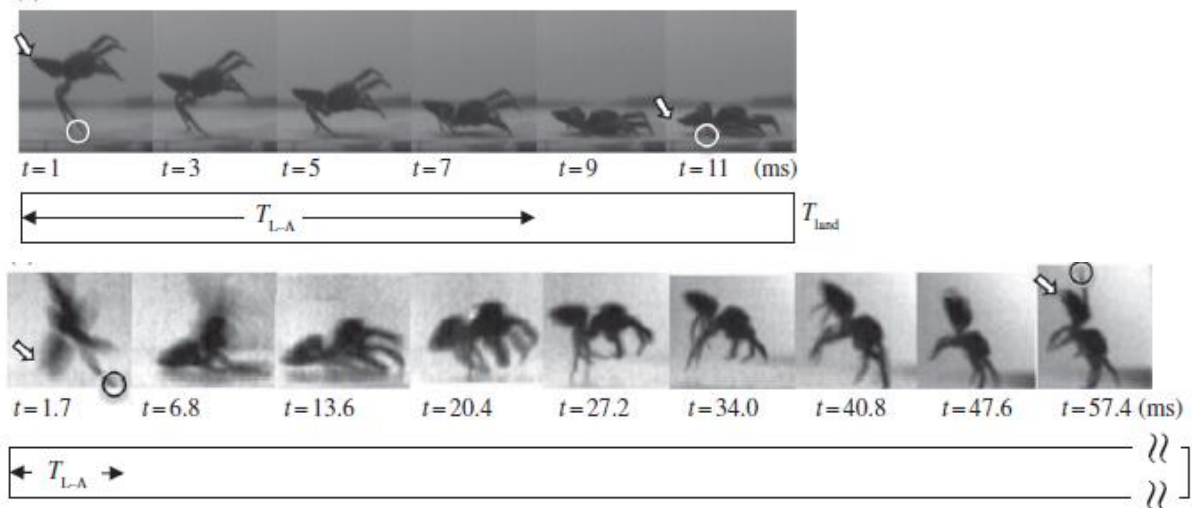 t=1 t=3 t=5 t=7 t=9 t=11 (ms)
T_L–A
T_land
t=1.7 t=6.8 t=13.6 t=20.4 t=27.2 t=34.0 t=40.8 t=47.6 t=57.4 (ms)
T_L–A